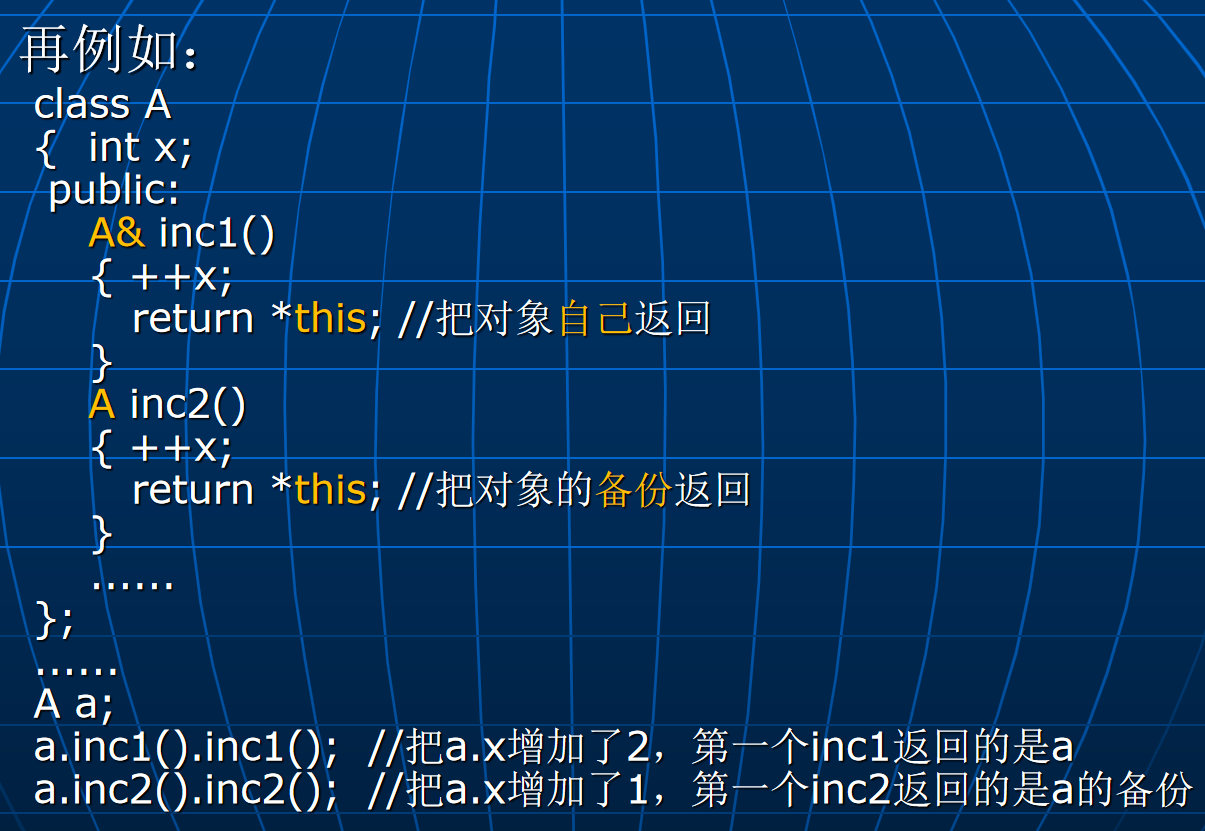 再例如：
class A
{ int x;
public:
A& inc1()
{ ++x;
return *this; //把对象自己返回
}
A inc2()
{ ++x;
return *this; //把对象的备份返回
}
......
};
......
A a;
a.inc1().inc1(); //把a.x增加了2，第一个inc1返回的是a
a.inc2().inc2(); //把a.x增加了1，第一个inc2返回的是a的备份